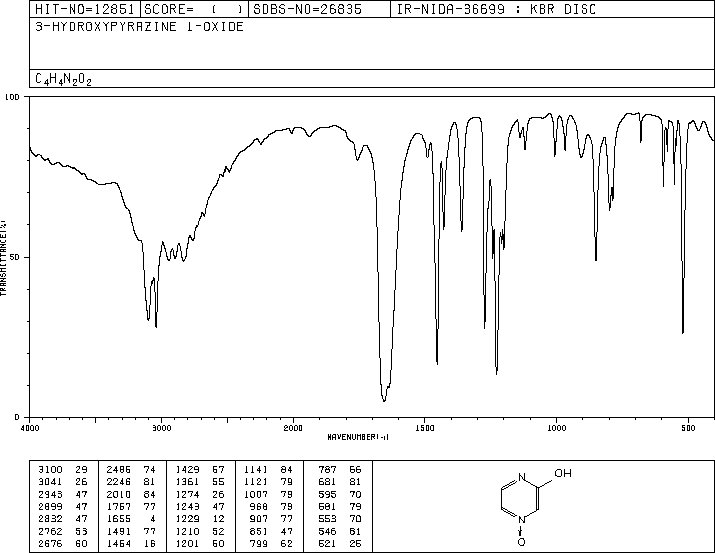 HIT-NO=12851 SCORE= ( ) SDBS-NO=26835 IR-NIDA-36699 : KBR DISC
3-HYDROXYPYRAZINE 1-OXIDE
C4H4N2O2
100
50
0
TRANSMITTANCE(%)
4000 3000 2000 1500 1000 500
WAVENUMBER(-1)
3100 29 2486 74 1429 57 1141 84 787 66
3041 26 2246 81 1361 55 1121 79 681 81
2943 47 2010 84 1274 26 1007 79 595 70
2899 47 1757 77 1243 47 968 79 581 79
2832 47 1655 4 1229 12 907 77 553 70
2762 53 1491 77 1210 52 851 47 546 81
2676 60 1454 16 1201 50 799 62 521 25
N
OH
N
O